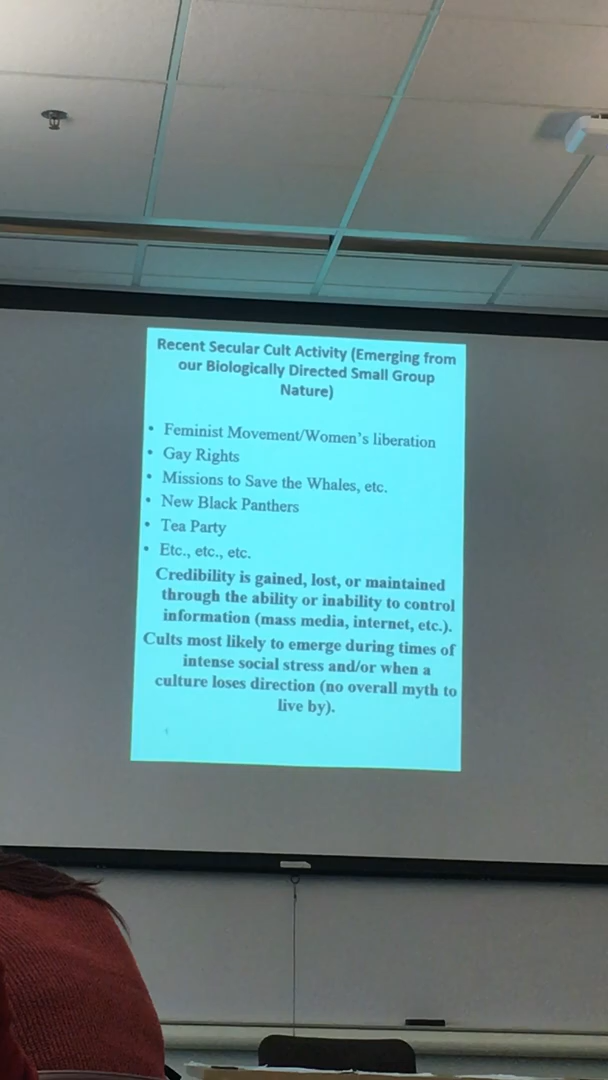 Recent Secular Cult Activity (Emerging from
our Biologically Directed Small Group
Nature)
• Feminist Movement/Women's liberation
• Gay Rights
• Missions to Save the Whales, etc.
• New Black Panthers
• Tea Party
• Etc., etc., etc.
Credibility is gained, lost, or maintained
through the ability or inability to control
information (mass media, internet, etc.).
Cults most likely to emerge during times of
intense social stress and/or when a
culture loses direction (no overall myth to
live by).